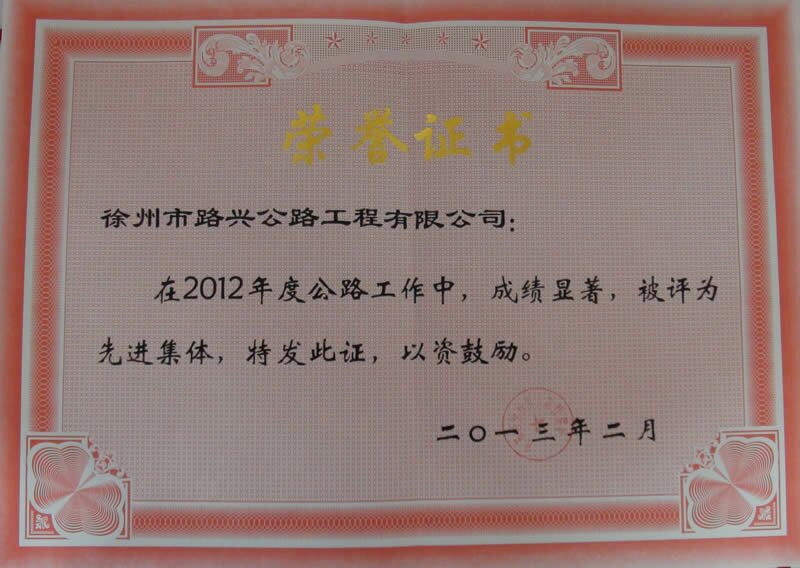 荣誉证书
徐州市路兴公路工程有限公司：
在2012年度公路工作中，成绩显著，被评为
先进集体，特发此证，以资鼓励。
二〇一三年二月